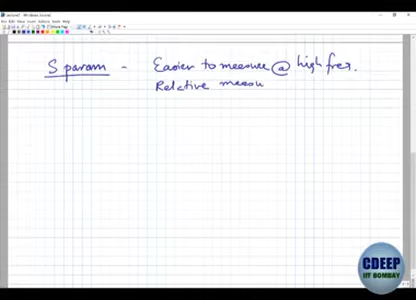 S param - Easier to measure @ high freq.
Relative measu
CDEEP
IIT BOMBAY